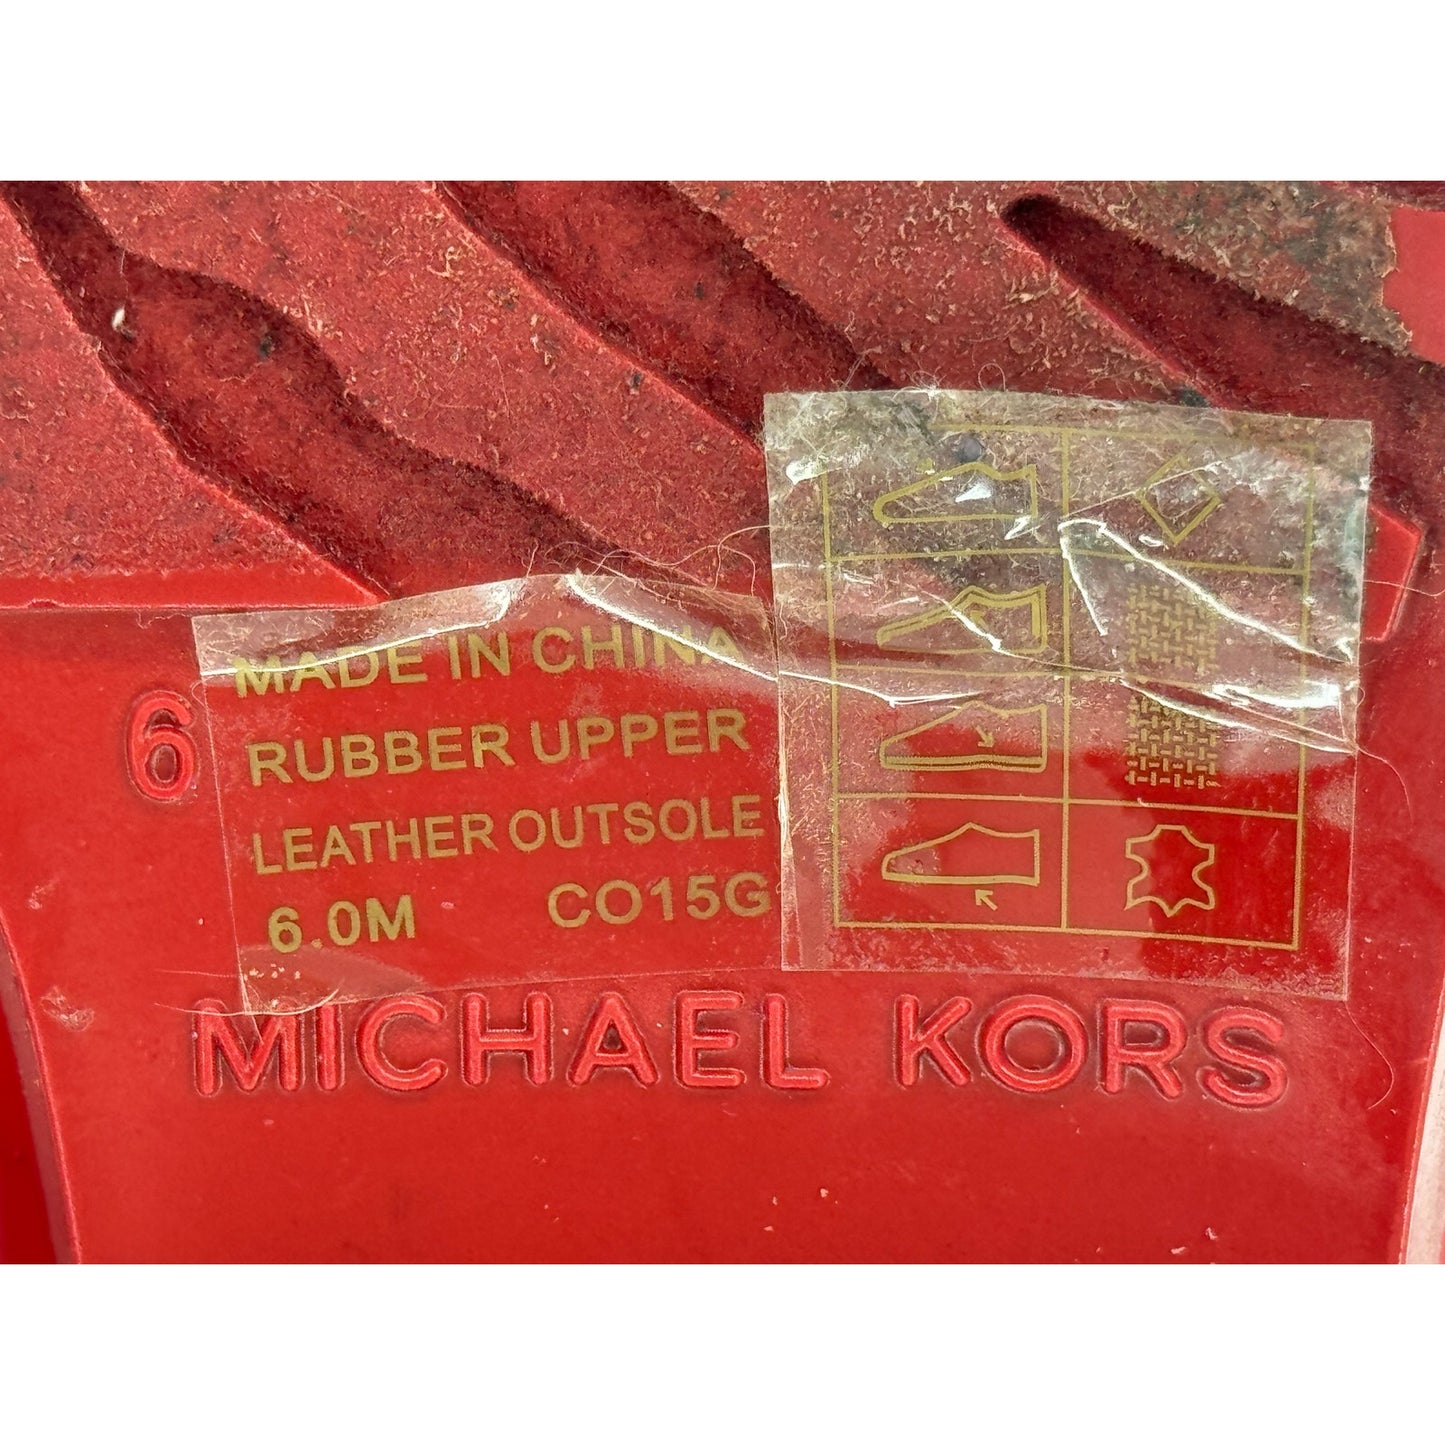 MADE IN CHINA
6
RUBBER UPPER
LEATHER OUTSOLE
6.0M CO15G
MICHAEL KORS